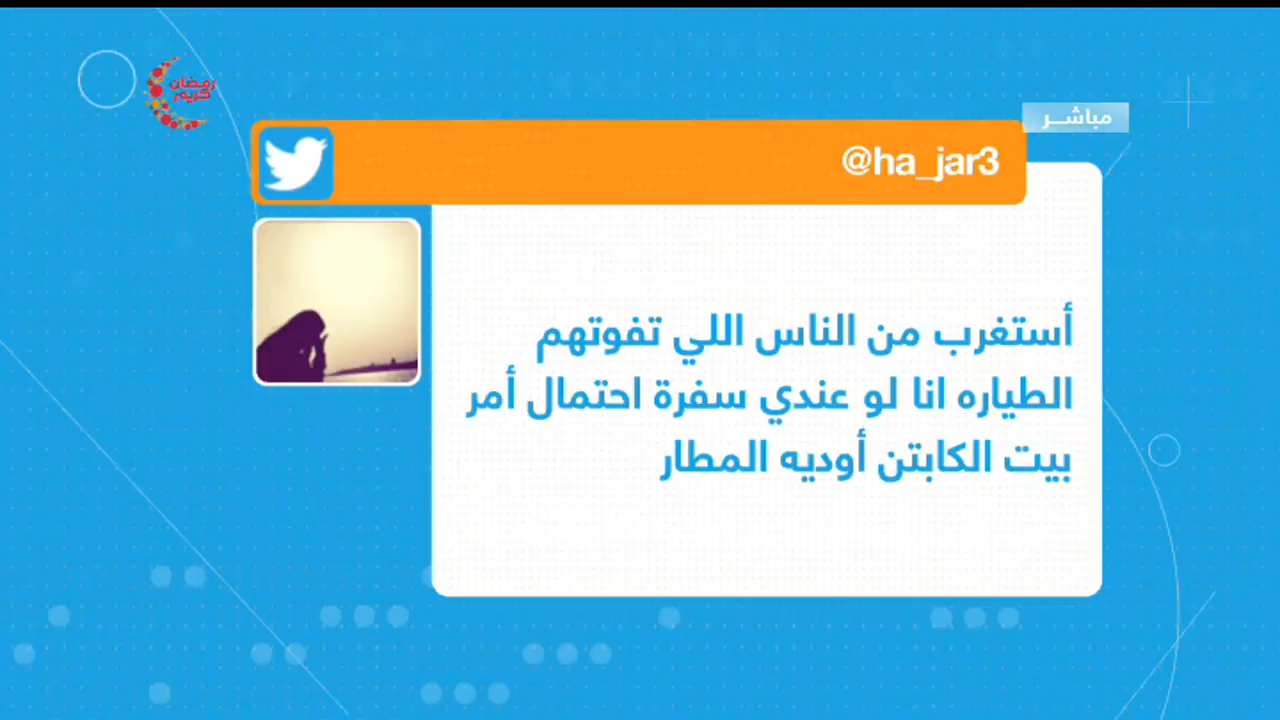 رمضان
كريم
مباشر
@ha_jar3
أستغرب من الناس اللي تفوتهم
الطياره انا لو عندي سفرة احتمال أمر
بيت الكابتن أوديه المطار